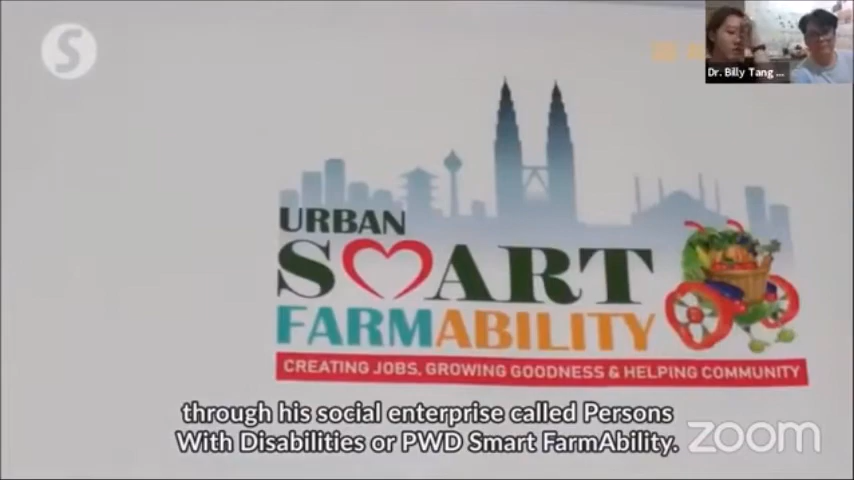 S
Dr. Billy Tang ...
URBAN
SMART
FARMABILITY
CREATING JOBS, GROWING GOODNESS & HELPING COMMUNITY
through his social enterprise called Persons
With Disabilities or PWD Smart FarmAbility.
zoom